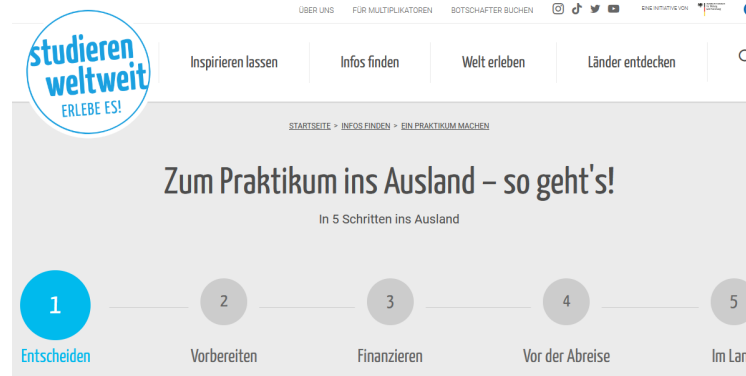 ÜBER UNS FÜR MULTIPLIKATOREN BOTSCHAFTER BUCHEN EINE INITIATIVE VON
studieren
weltweit
ERLEBE ES!
Inspirieren lassen Infos finden Welt erleben Länder entdecken
STARTSEITE > INFOS FINDEN > EIN PRAKTIKUM MACHEN
Zum Praktikum ins Ausland – so geht's!
In 5 Schritten ins Ausland
1 2 3 4 5
Entscheiden Vorbereiten Finanzieren Vor der Abreise Im Lan